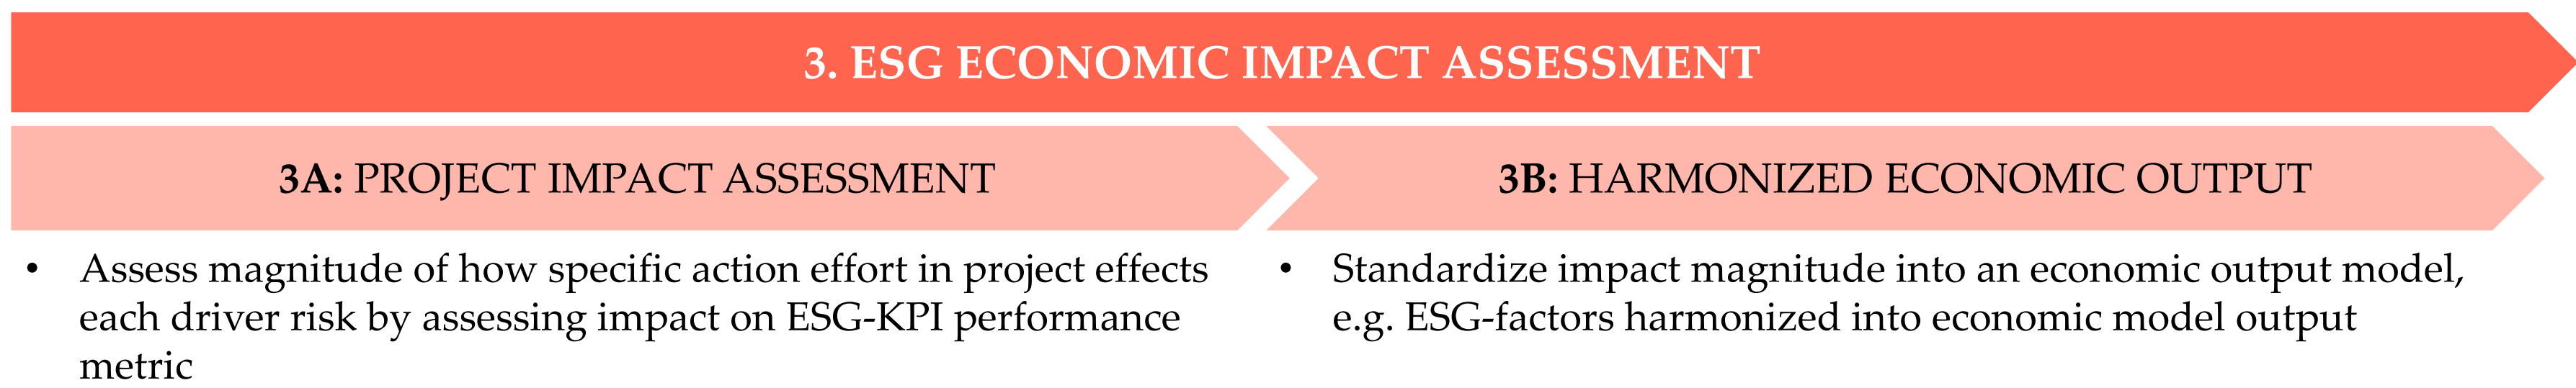 3. ESG ECONOMIC IMPACT ASSESSMENT
3A: PROJECT IMPACT ASSESSMENT
• Assess magnitude of how specific action effort in project effects
each driver risk by assessing impact on ESG-KPI performance
metric
3B: HARMONIZED ECONOMIC OUTPUT
• Standardize impact magnitude into an economic output model,
e.g. ESG-factors harmonized into economic model output